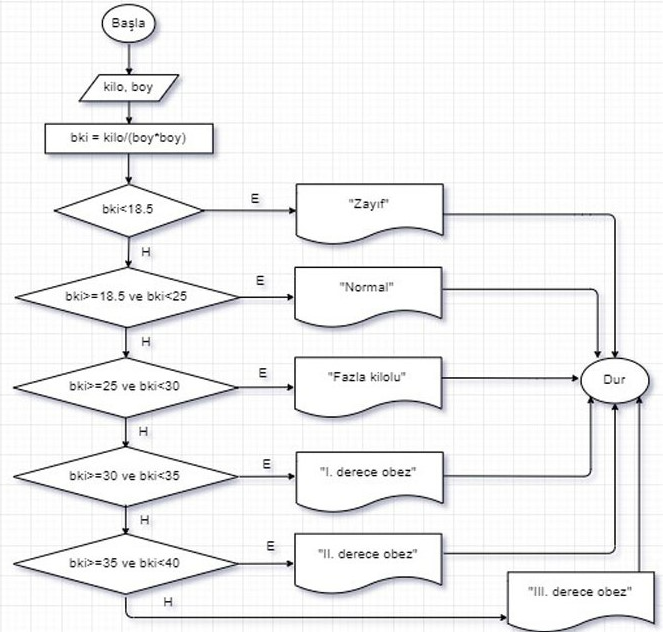 Başla
kilo, boy
bki = kilo/(boy*boy)
bki<18.5
E
"Zayıf"
H
bki>=18.5 ve bki<25
E
"Normal"
H
bki>=25 ve bki<30
E
"Fazla kilolu"
Dur
H
bki>=30 ve bki<35
E
"I. derece obez"
H
bki>=35 ve bki<40
E
"II. derece obez"
H
"III. derece obez"